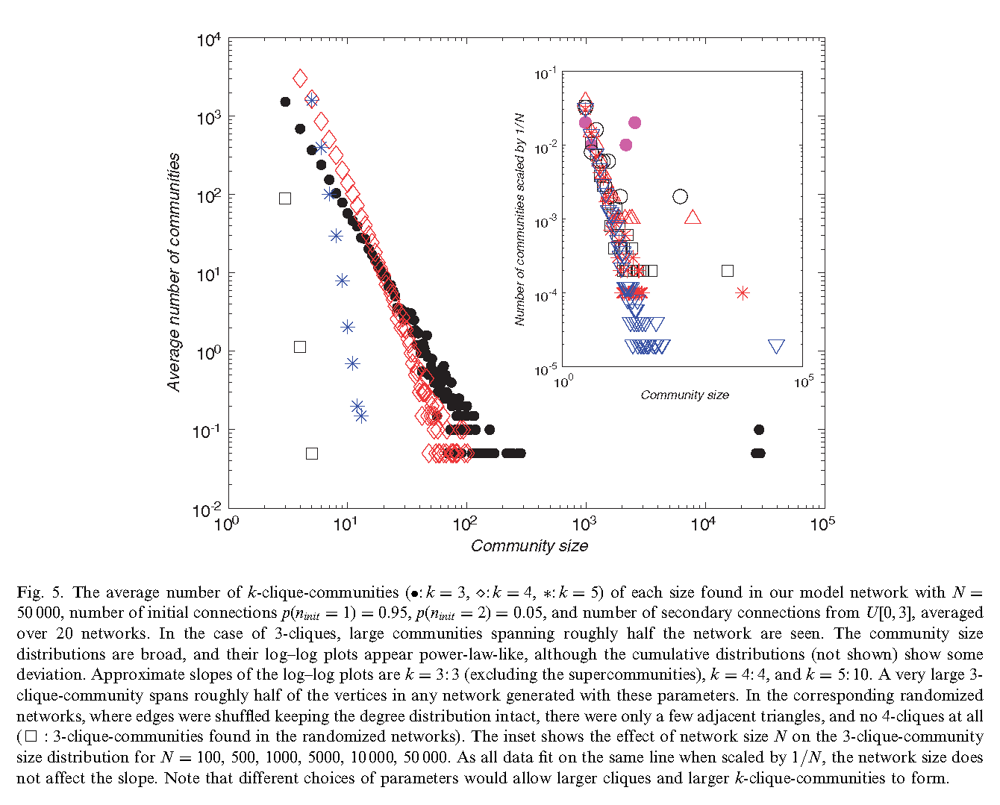 10^4
10^3
10^2
10^1
10^0
10^-1
10^-2
Average number of communities
10^0
10^1
10^2
10^3
10^4
10^5
Community size
10^-1
10^-2
10^-3
10^-4
10^-5
Number of communities scaled by 1/N
10^0
10^5
Community size
Fig. 5. The average number of k-clique-communities (●: k = 3, ⋄: k = 4, ∗: k = 5) of each size found in our model network with N =
50 000, number of initial connections p(n_init = 1) = 0.95, p(n_init = 2) = 0.05, and number of secondary connections from U[0, 3], averaged
over 20 networks. In the case of 3-cliques, large communities spanning roughly half the network are seen. The community size
distributions are broad, and their log–log plots appear power-law-like, although the cumulative distributions (not shown) show some
deviation. Approximate slopes of the log–log plots are k = 3: 3 (excluding the supercommunities), k = 4: 4, and k = 5: 10. A very large 3-
clique-community spans roughly half of the vertices in any network generated with these parameters. In the corresponding randomized
networks, where edges were shuffled keeping the degree distribution intact, there were only a few adjacent triangles, and no 4-cliques at all
(□ : 3-clique-communities found in the randomized networks). The inset shows the effect of network size N on the 3-clique-community
size distribution for N = 100, 500, 1000, 5000, 10 000, 50 000. As all data fit on the same line when scaled by 1/N, the network size does
not affect the slope. Note that different choices of parameters would allow larger cliques and larger k-clique-communities to form.